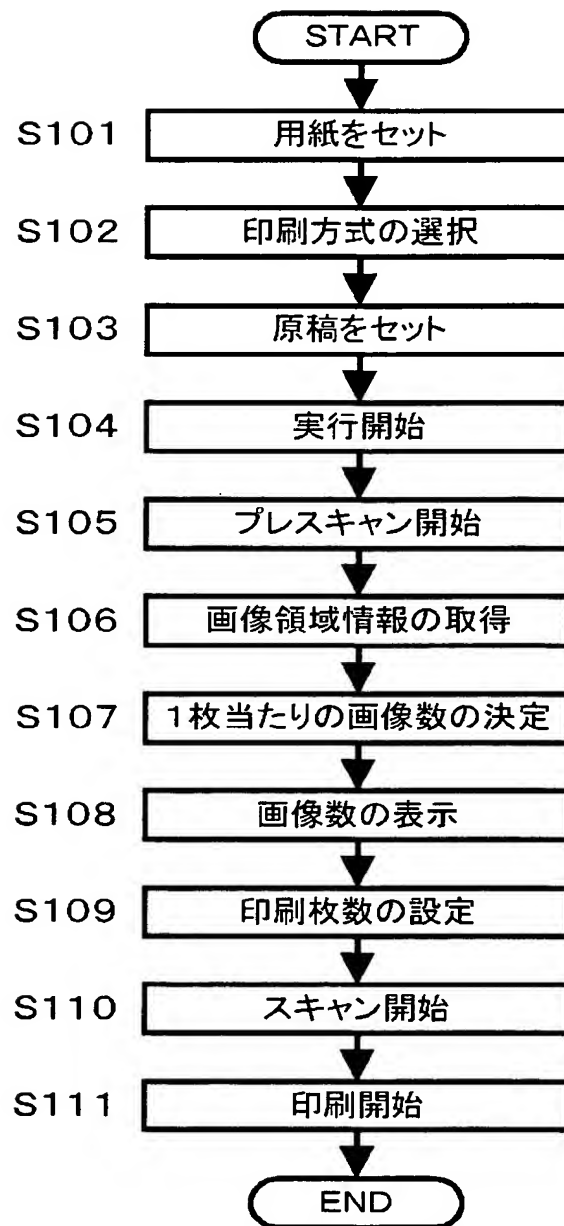 START
S101 用紙をセット
S102 印刷方式の選択
S103 原稿をセット
S104 実行開始
S105 プレスキャン開始
S106 画像領域情報の取得
S107 1枚当たりの画像数の決定
S108 画像数の表示
S109 印刷枚数の設定
S110 スキャン開始
S111 印刷開始
END